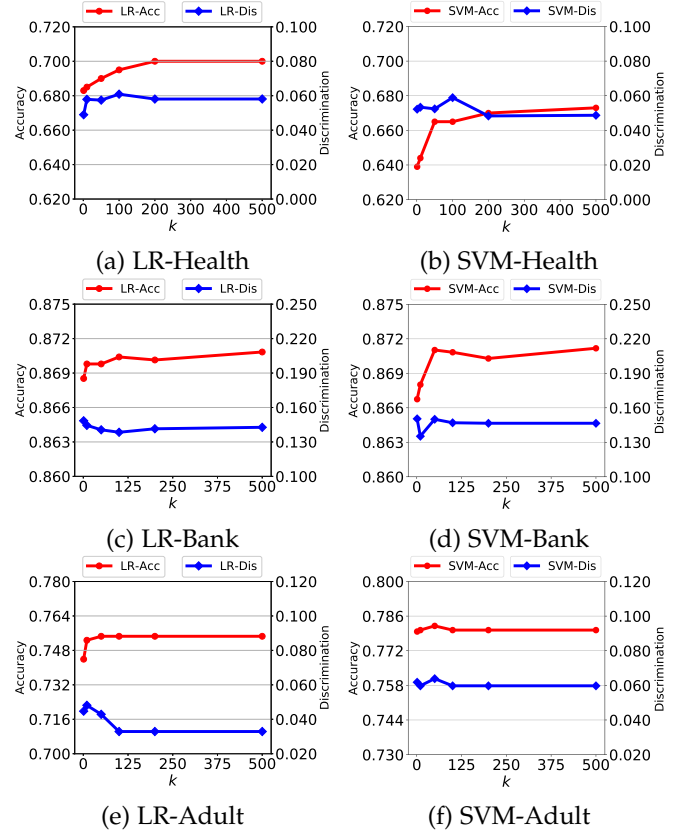 LR-Acc LR-Dis
0.720 0.100
0.700 0.080
0.680 0.060
0.660 0.040
0.640 0.020
0.620 0.000
Accuracy
Discrimination
0 100 200 300 400 500
k
(a) LR-Health
SVM-Acc SVM-Dis
0.720 0.100
0.700 0.080
0.680 0.060
0.660 0.040
0.640 0.020
0.620 0.000
Accuracy
Discrimination
0 100 200 300 400 500
k
(b) SVM-Health
LR-Acc LR-Dis
0.875 0.250
0.872 0.220
0.869 0.190
0.866 0.160
0.863 0.130
0.860 0.100
Accuracy
Discrimination
0 125 250 375 500
k
(c) LR-Bank
SVM-Acc SVM-Dis
0.875 0.250
0.872 0.220
0.869 0.190
0.866 0.160
0.863 0.130
0.860 0.100
Accuracy
Discrimination
0 125 250 375 500
k
(d) SVM-Bank
LR-Acc LR-Dis
0.780 0.120
0.764 0.100
0.748 0.080
0.732 0.060
0.716 0.040
0.700 0.020
Accuracy
Discrimination
0 125 250 375 500
k
(e) LR-Adult
SVM-Acc SVM-Dis
0.800 0.120
0.786 0.100
0.772 0.080
0.758 0.060
0.744 0.040
0.730 0.020
Accuracy
Discrimination
0 125 250 375 500
k
(f) SVM-Adult